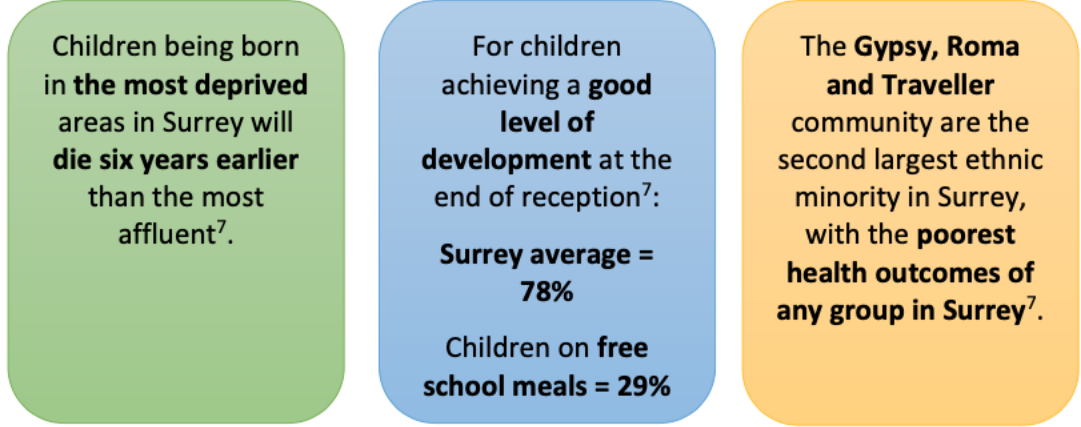 Children being born
in the most deprived
areas in Surrey will
die six years earlier
than the most
affluent⁷.
For children
achieving a good
level of
development at the
end of reception⁷:
Surrey average =
78%
Children on free
school meals = 29%
The Gypsy, Roma
and Traveller
community are the
second largest ethnic
minority in Surrey,
with the poorest
health outcomes of
any group in Surrey⁷.